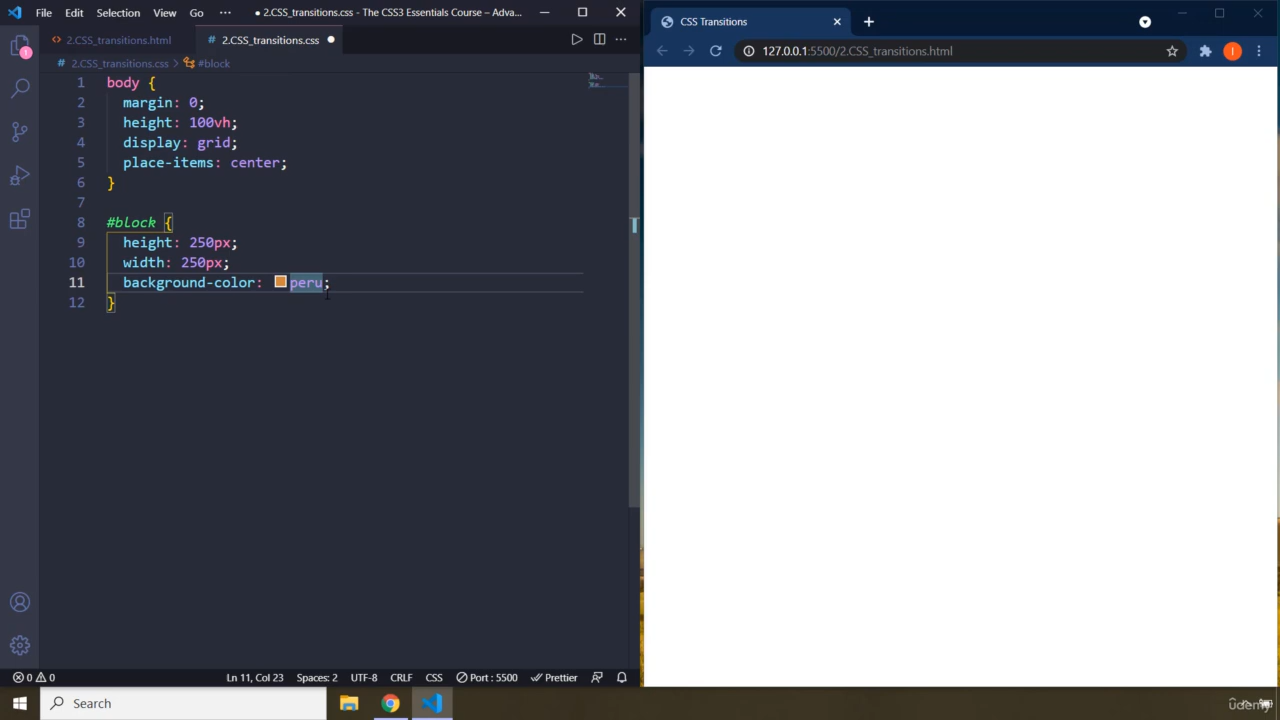 File Edit Selection View Go ··· ● 2.CSS_transitions.css - The CSS3 Essentials Course – Adva...
<> 2.CSS_transitions.html # 2.CSS_transitions.css ●
# 2.CSS_transitions.css > #block
1 body {
2 margin: 0;
3 height: 100vh;
4 display: grid;
5 place-items: center;
6 }
7
8 #block {
9 height: 250px;
10 width: 250px;
11 background-color: peru;
12 }
1
⊗ 0 ⚠ 0 Ln 11, Col 23 Spaces: 2 UTF-8 CRLF CSS Port : 5500 Prettier
CSS Transitions
127.0.0.1:5500/2.CSS_transitions.html
I
Search
udemy